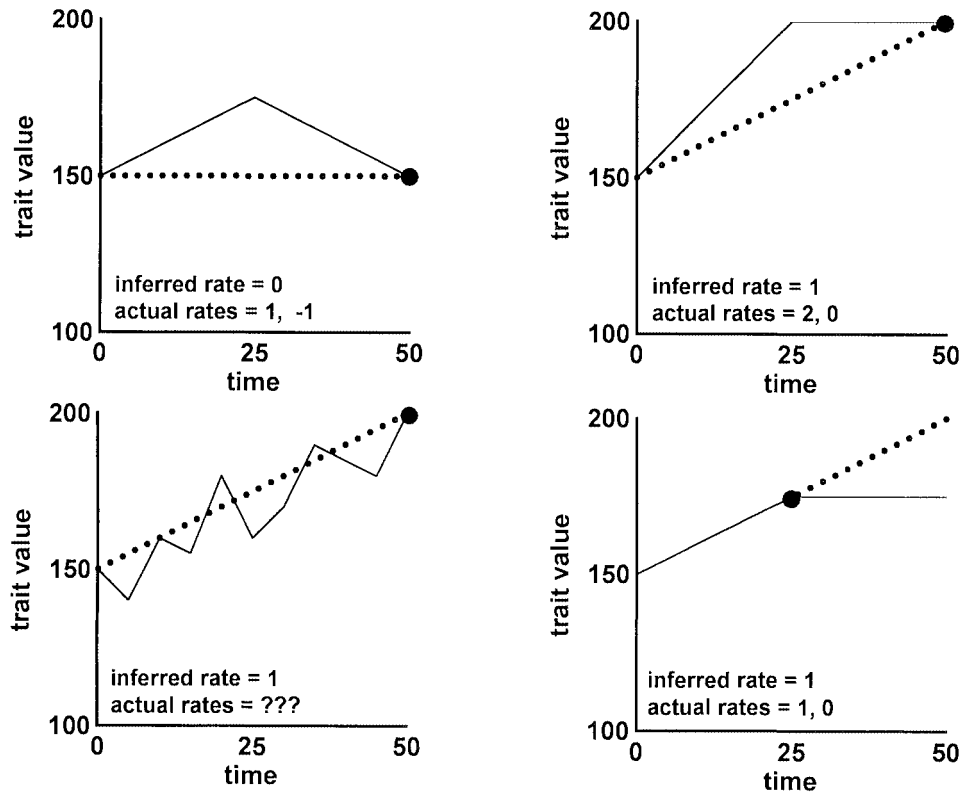 200
trait value
150
inferred rate = 0
actual rates = 1, -1
100
0 25 50
time
200
trait value
150
inferred rate = 1
actual rates = 2, 0
100
0 25 50
time
200
trait value
150
inferred rate = 1
actual rates = ???
100
0 25 50
time
200
trait value
150
inferred rate = 1
actual rates = 1, 0
100
0 25 50
time